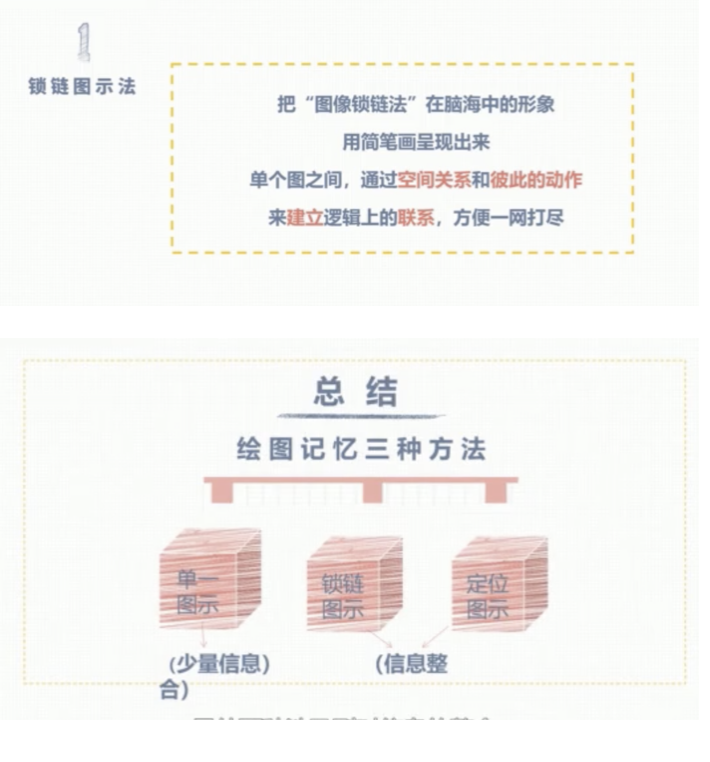 1
锁链图示法
把“图像锁链法”在脑海中的形象
用简笔画呈现出来
单个图之间，通过空间关系和彼此的动作
来建立逻辑上的联系，方便一网打尽
总结
绘图记忆三种方法
单一
图示
锁链
图示
定位
图示
（少量信息）
（信息整
合）